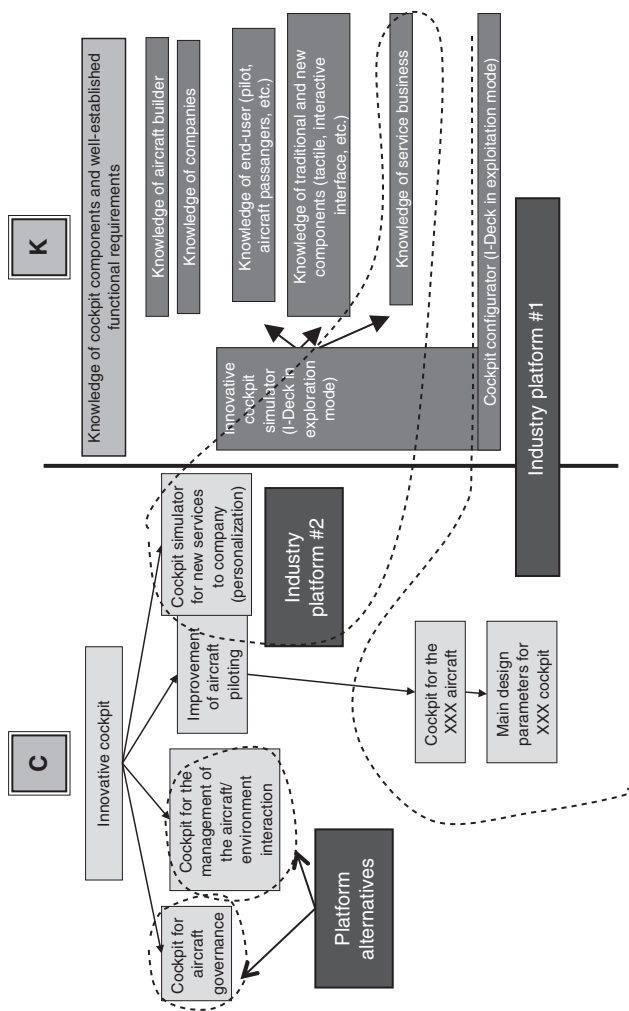 C
K
Innovative cockpit
Knowledge of cockpit components and well-established
functional requirements
Cockpit for
aircraft
governance
Cockpit for the
management of
the aircraft/
environment
interaction
Improvement
of aircraft
piloting
Cockpit simulator
for new services
to company
(personalization)
Knowledge of aircraft builder
Knowledge of companies
Innovative
cockpit
simulator
(I-Deck in
exploration
mode)
Knowledge of end-user (pilot,
aircraft passangers, etc.)
Knowledge of traditional and new
components (tactile, interactive
interface, etc.)
Knowledge of service business
Platform
alternatives
Industry
platform #2
Cockpit for the
XXX aircraft
Main design
parameters for
XXX cockpit
Cockpit configurator (I-Deck in exploitation mode)
Industry platform #1